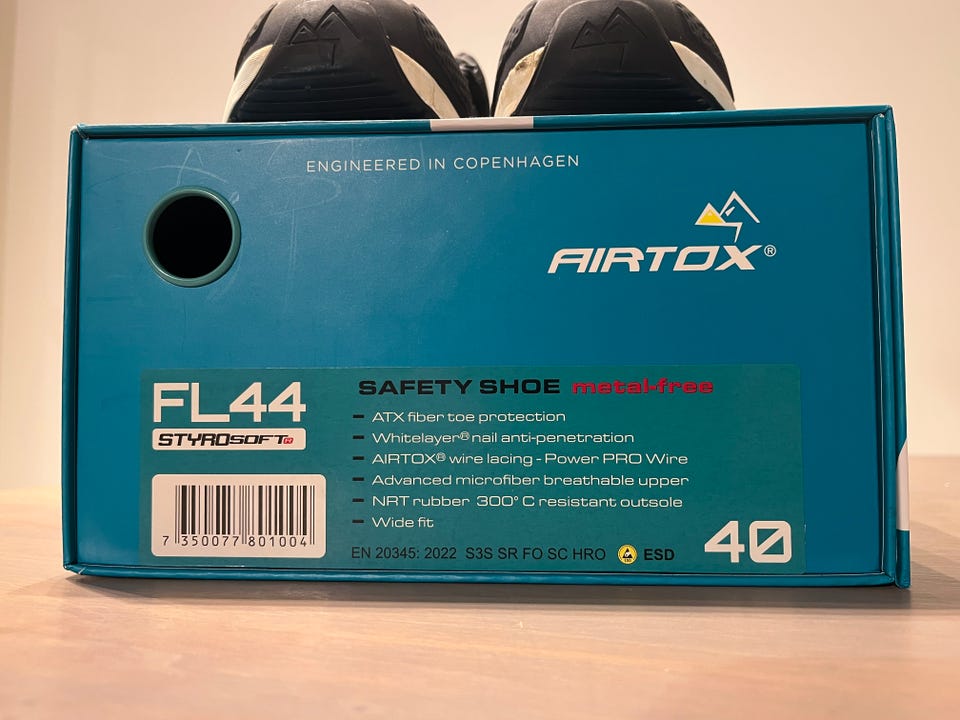 ENGINEERED IN COPENHAGEN
AIRTOX®
FL44
STYROSOFT
SAFETY SHOE metal-free
- ATX fiber toe protection
- Whitelayer® nail anti-penetration
- AIRTOX® wire lacing - Power PRO Wire
- Advanced microfiber breathable upper
- NRT rubber 300° C resistant outsole
- Wide fit
7 350077 801004
EN 20345: 2022 S3S SR FO SC HRO ESD
40